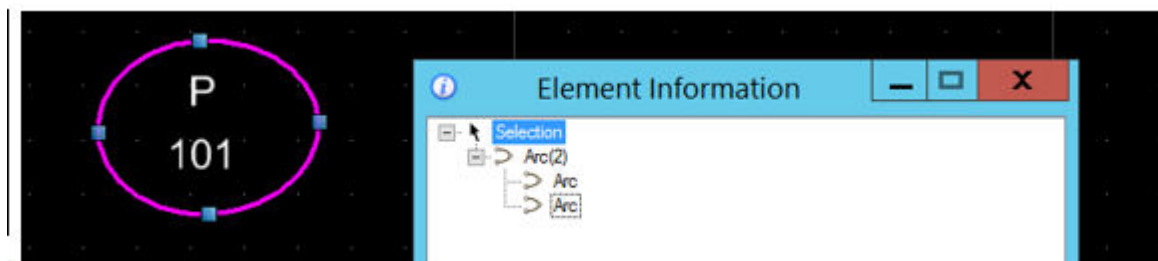 P
101
Element Information
Selection
Arc(2)
Arc
Arc